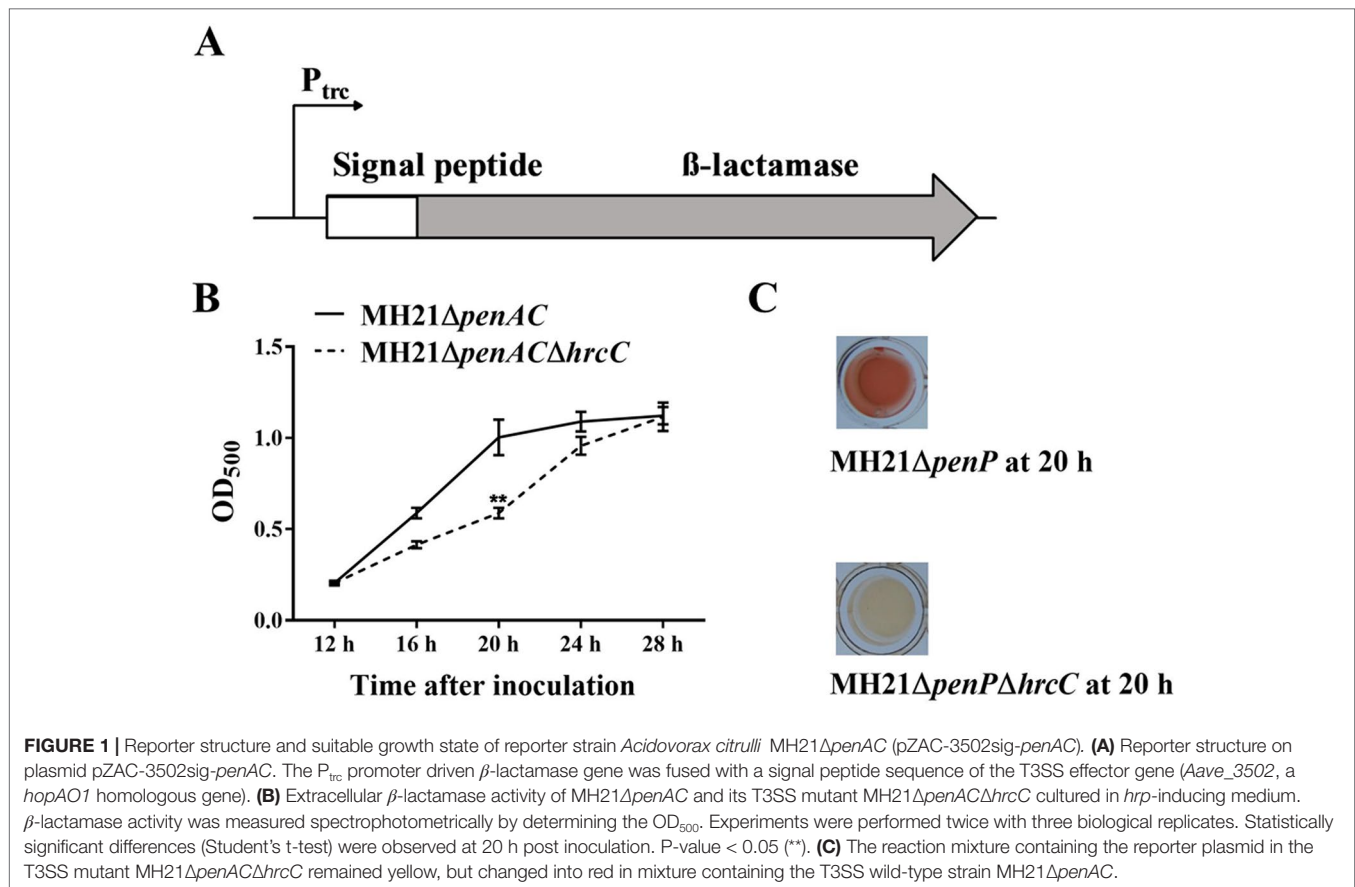 A
Ptrc
Signal peptide
ß-lactamase
B
MH21ΔpenAC
MH21ΔpenACΔhrcC
OD500
1.5
1.0
0.5
0.0
**
12 h
16 h
20 h
24 h
28 h
Time after inoculation
C
MH21ΔpenP at 20 h
MH21ΔpenPΔhrcC at 20 h
FIGURE 1 | Reporter structure and suitable growth state of reporter strain Acidovorax citrulli MH21ΔpenAC (pZAC-3502sig-penAC). (A) Reporter structure on
plasmid pZAC-3502sig-penAC. The Ptrc promoter driven β-lactamase gene was fused with a signal peptide sequence of the T3SS effector gene (Aave_3502, a
hopAO1 homologous gene). (B) Extracellular β-lactamase activity of MH21ΔpenAC and its T3SS mutant MH21ΔpenACΔhrcC cultured in hrp-inducing medium.
β-lactamase activity was measured spectrophotometrically by determining the OD500. Experiments were performed twice with three biological replicates. Statistically
significant differences (Student's t-test) were observed at 20 h post inoculation. P-value < 0.05 (**). (C) The reaction mixture containing the reporter plasmid in the
T3SS mutant MH21ΔpenACΔhrcC remained yellow, but changed into red in mixture containing the T3SS wild-type strain MH21ΔpenAC.